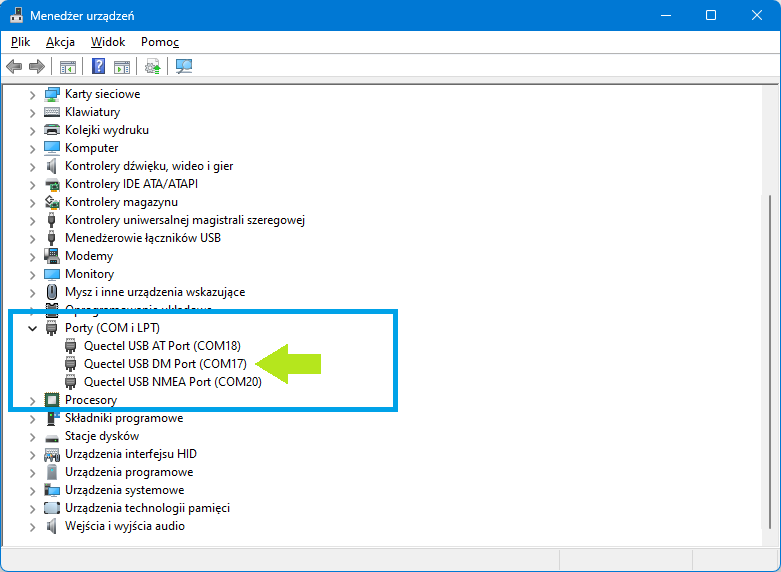 Menedżer urządzeń
Plik Akcja Widok Pomoc
Karty sieciowe
Klawiatury
Kolejki wydruku
Komputer
Kontrolery dźwięku, wideo i gier
Kontrolery IDE ATA/ATAPI
Kontrolery magazynu
Kontrolery uniwersalnej magistrali szeregowej
Menedżerowie łączników USB
Modemy
Monitory
Mysz i inne urządzenia wskazujące
Oprogramowanie układowe
Porty (COM i LPT)
Quectel USB AT Port (COM18)
Quectel USB DM Port (COM17)
Quectel USB NMEA Port (COM20)
Procesory
Składniki programowe
Stacje dysków
Urządzenia interfejsu HID
Urządzenia programowe
Urządzenia systemowe
Urządzenia technologii pamięci
Wejścia i wyjścia audio